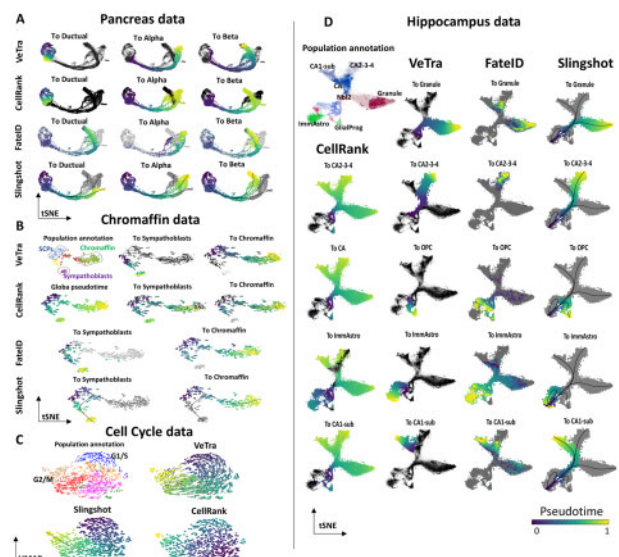 A Pancreas data
To Ductual To Alpha To Beta
VeTra
To Ductual To Alpha To Beta
CellRank
To Ductual To Alpha To Beta
FateID
To Ductual To Alpha To Beta
Slingshot
tSNE
Chromaffin data
B
Population annotation To Sympathoblasts To Chromaffin
SCPs Chromaffin
VeTra
Sympathoblasts
Globa pseudotime To Sympathoblasts To Chromaffin
CellRank
To Sympathoblasts To Chromaffin
FateID
To Sympathoblasts To Chromaffin
Slingshot
tSNE
C Cell Cycle data
Population annotation VeTra
G1/S
G2/M
Slingshot CellRank
D Hippocampus data
Population annotation
CA1-sub CA2-3-4
CA
Nbl2 Granule
ImmAstro
GlialProg
VeTra FateID Slingshot
To Granule To Granule To Granule
CellRank
To CA2-3-4 To CA2-3-4 To CA2-3-4 To CA2-3-4
To CA To OPC To OPC To OPC
To ImmAstro To ImmAstro To ImmAstro To ImmAstro
To CA1-sub To CA1-sub To CA1-sub To CA1-sub
tSNE
Pseudotime
0 1